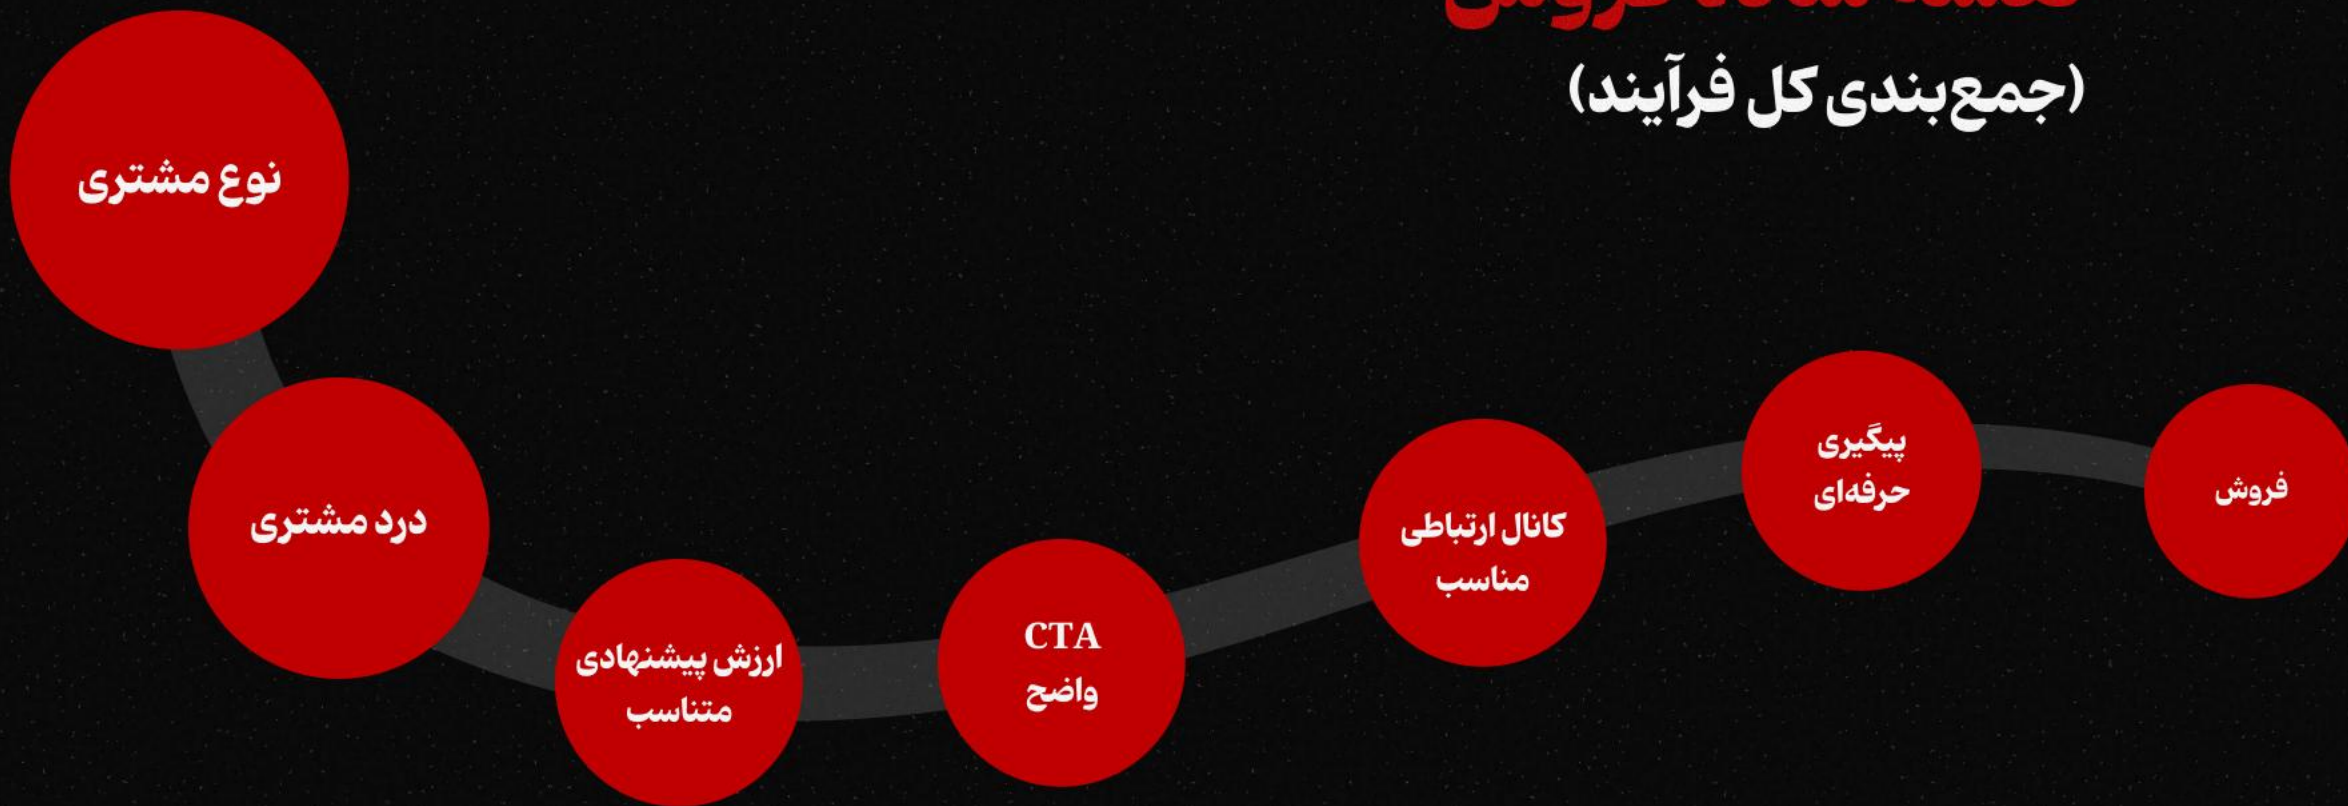 (جمع‌بندی کل فرآیند)
نوع مشتری
درد مشتری
ارزش پیشنهادی
متناسب
CTA
واضح
کانال ارتباطی
مناسب
پیگیری
حرفه‌ای
فروش